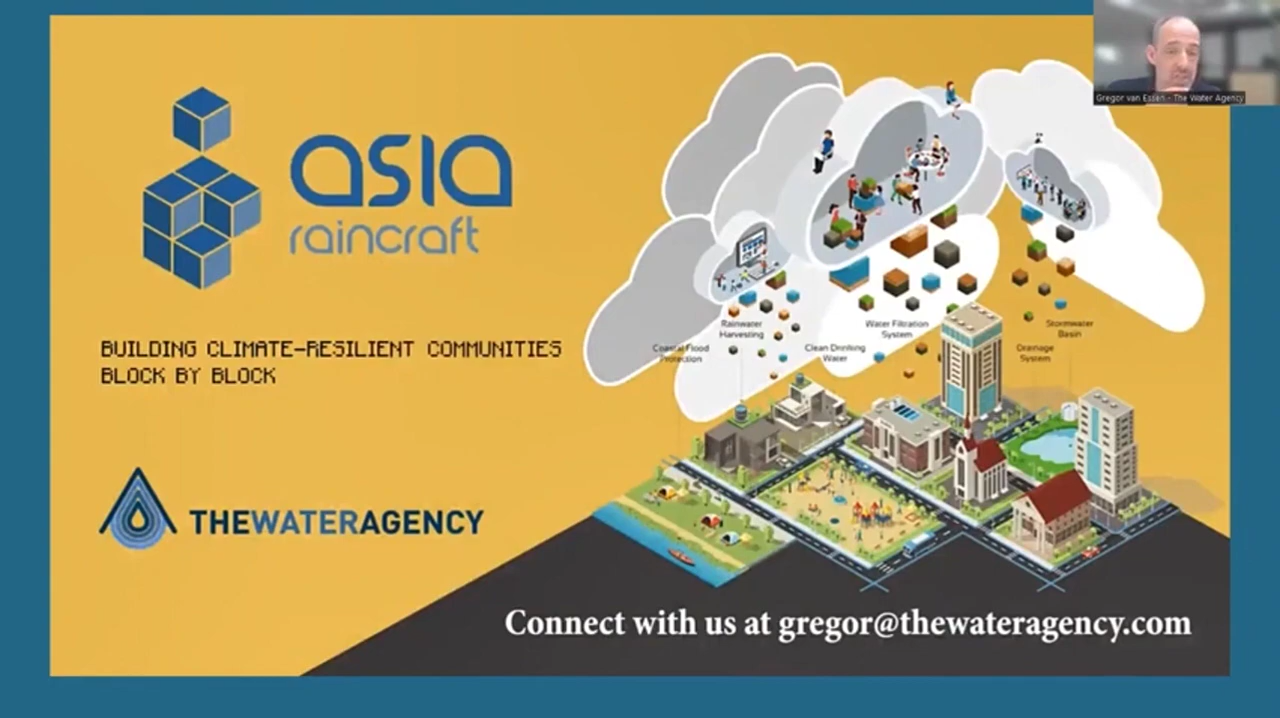 Gregor van Essen - The Water Agency
asia
raincraft
BUILDING CLIMATE-RESILIENT COMMUNITIES
BLOCK BY BLOCK
Rainwater
Harvesting
Coastal Flood
Protection
Water Filtration
System
Clean Drinking
Water
Stormwater
Basin
Drainage
System
THEWATERAGENCY
Connect with us at gregor@thewateragency.com